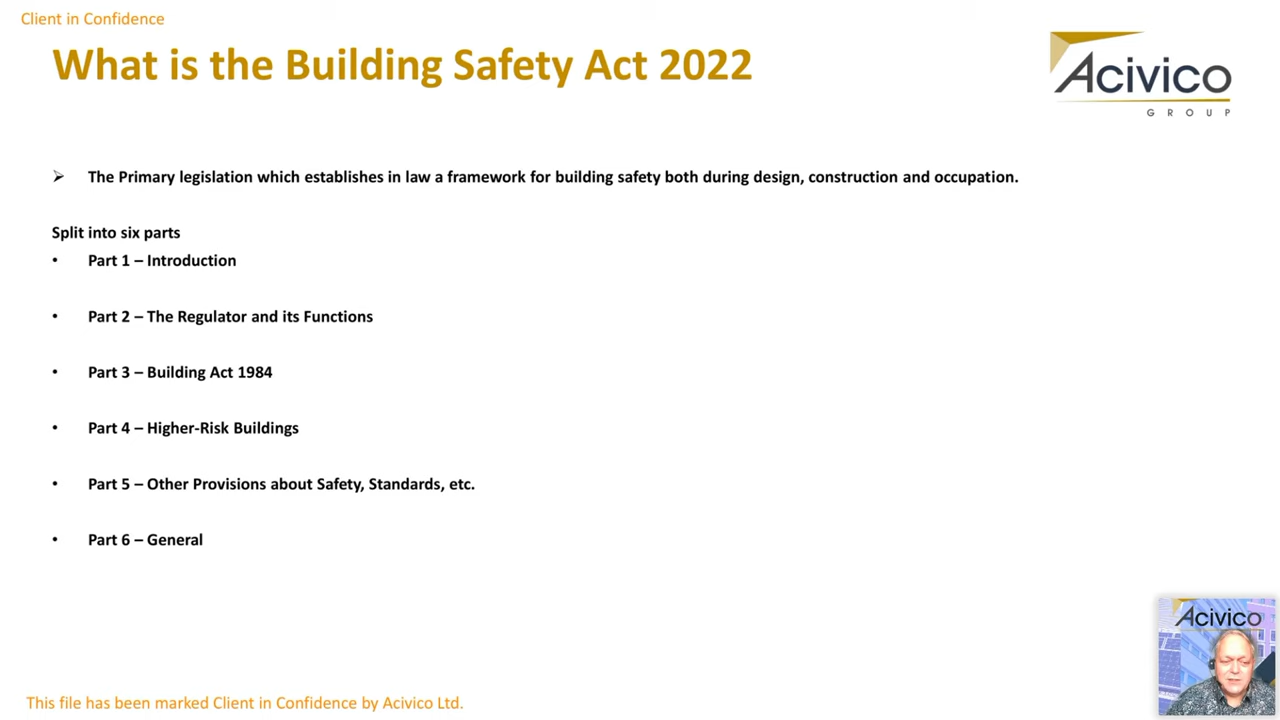 Client in Confidence
What is the Building Safety Act 2022
Acivico
GROUP
➢ The Primary legislation which establishes in law a framework for building safety both during design, construction and occupation.
Split into six parts
• Part 1 – Introduction
• Part 2 – The Regulator and its Functions
• Part 3 – Building Act 1984
• Part 4 – Higher-Risk Buildings
• Part 5 – Other Provisions about Safety, Standards, etc.
• Part 6 – General
Acivico
This file has been marked Client in Confidence by Acivico Ltd.